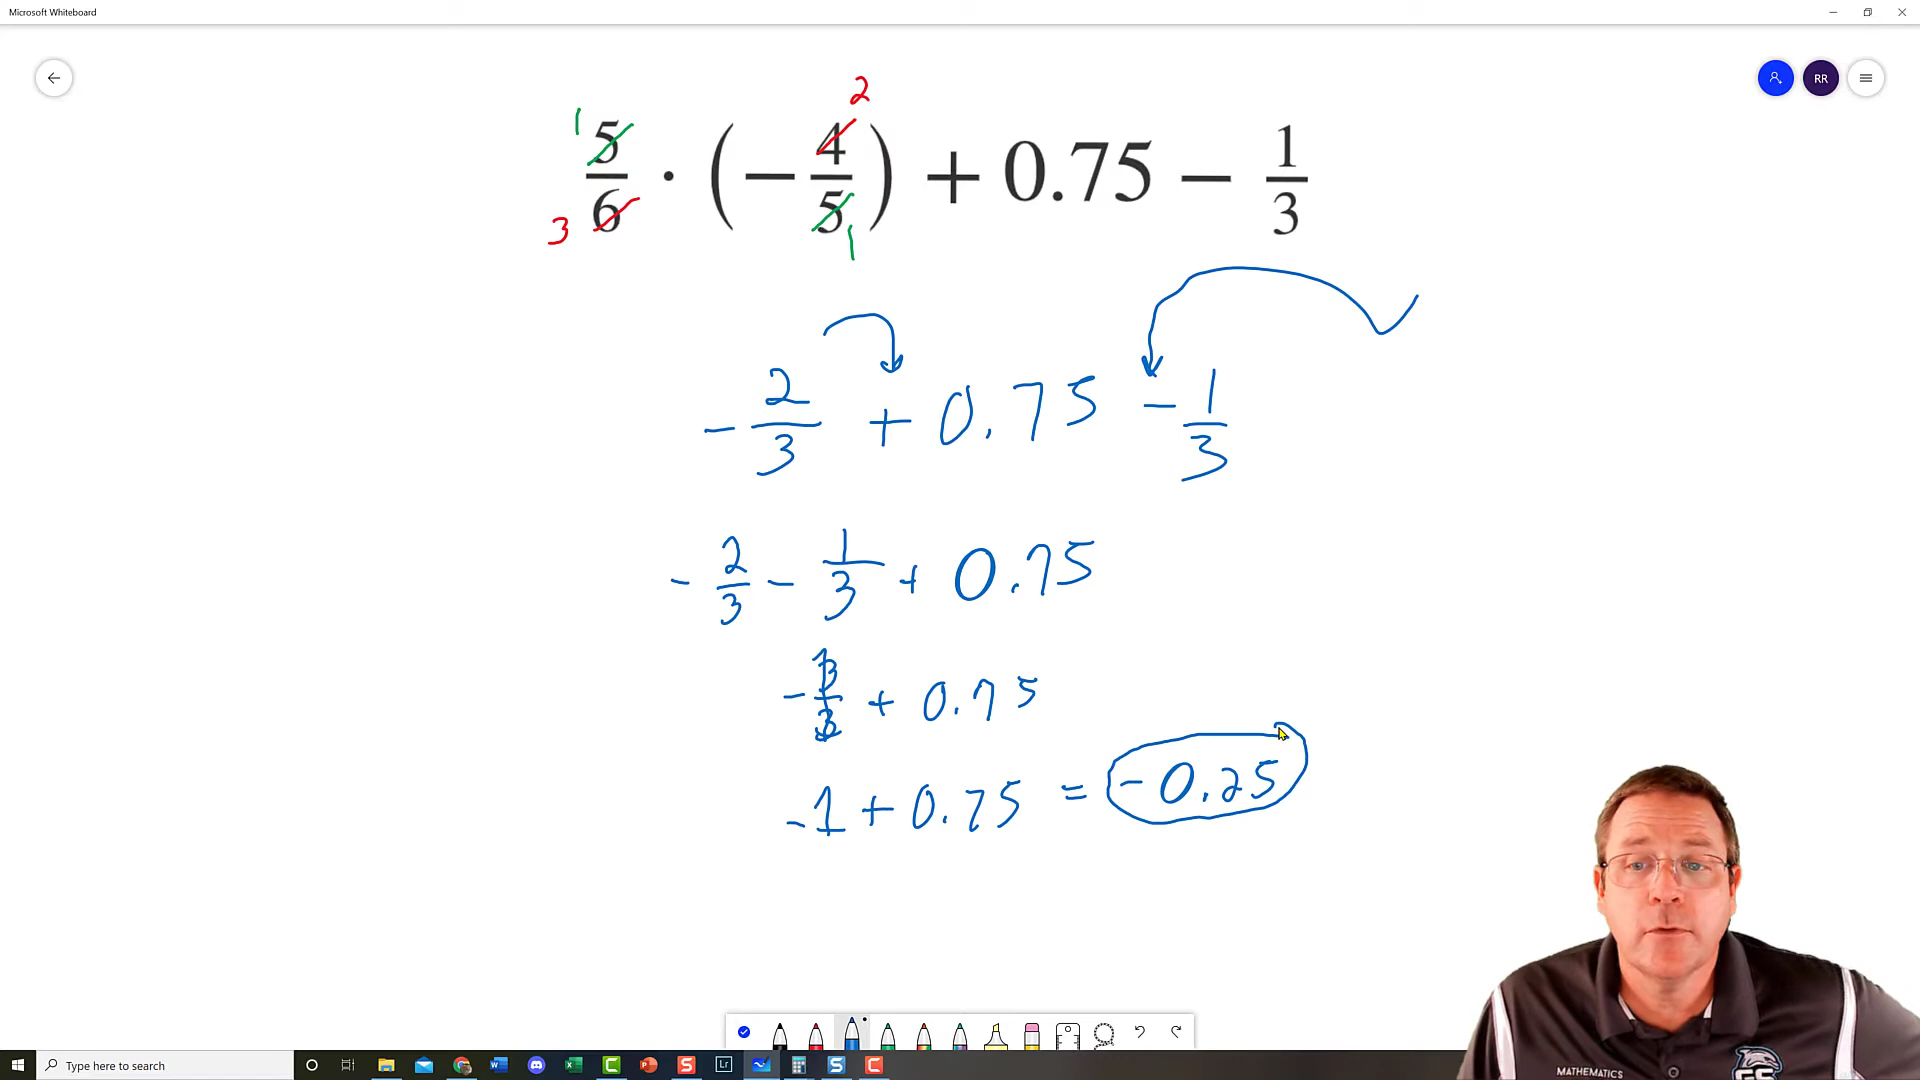 Microsoft Whiteboard
RR
2
1 5/6 · (− 4/5) + 0.75 − 1/3
3 1
- 2/3 + 0.75 - 1/3
- 2/3 - 1/3 + 0.75
- 3/3 + 0.75
-1 + 0.75 = -0.25
MATHEMATICS
Type here to search
Lr